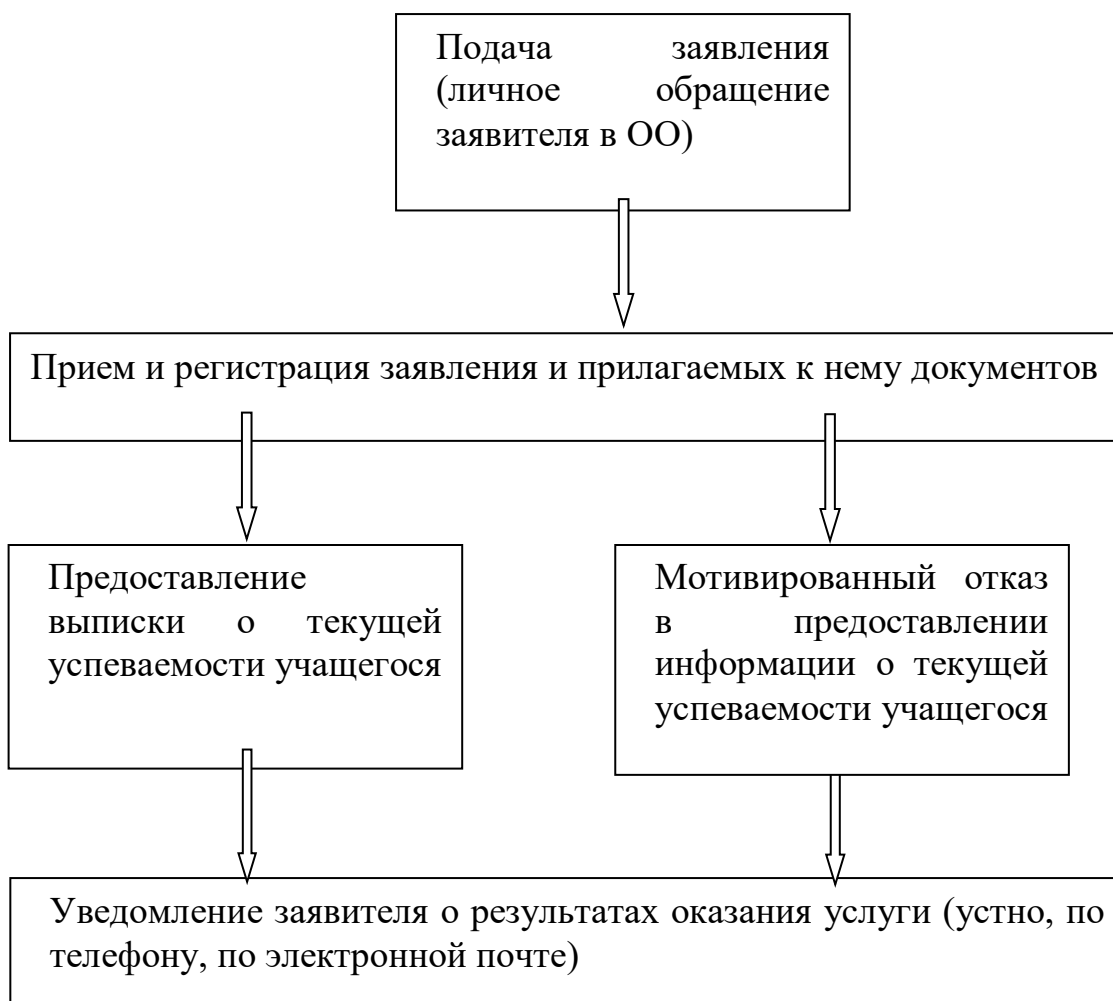 Подача заявления
(личное обращение
заявителя в ОО)
Прием и регистрация заявления и прилагаемых к нему документов
Предоставление
выписки о текущей
успеваемости учащегося
Мотивированный отказ
в предоставлении
информации о текущей
успеваемости учащегося
Уведомление заявителя о результатах оказания услуги (устно, по
телефону, по электронной почте)